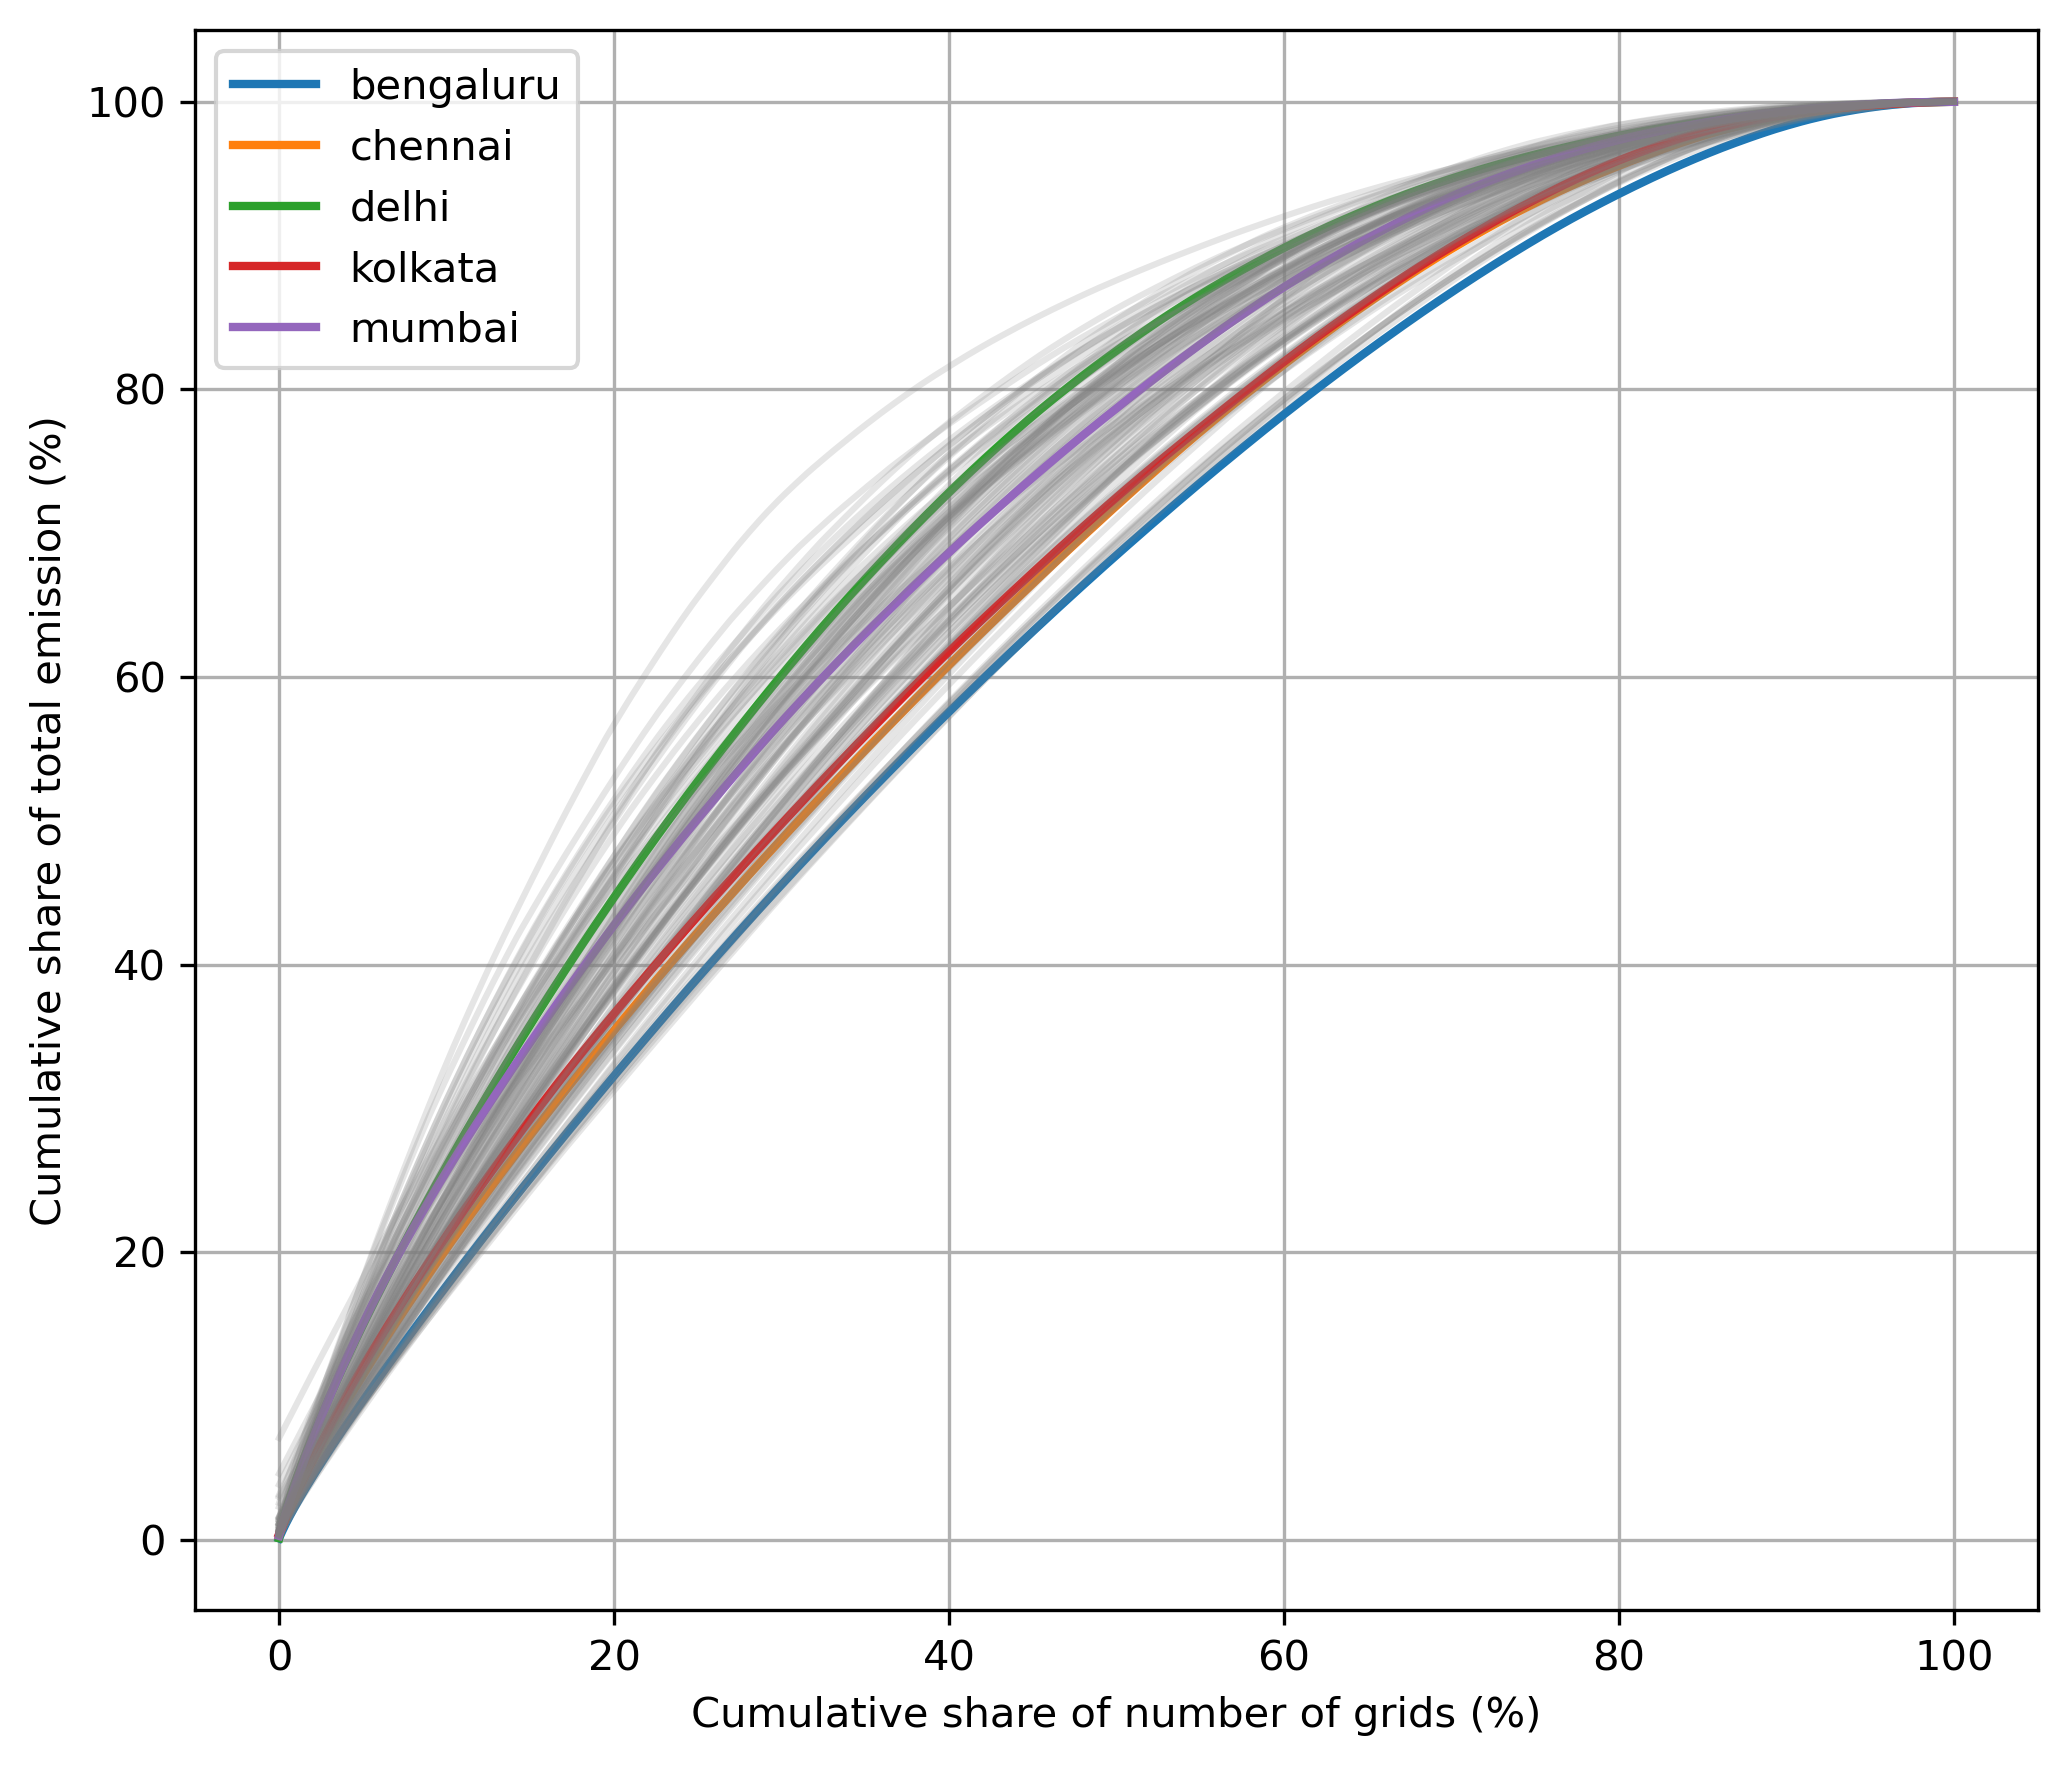 bengaluru
chennai
delhi
kolkata
mumbai
100
80
60
40
20
0
Cumulative share of total emission (%)
0 20 40 60 80 100
Cumulative share of number of grids (%)